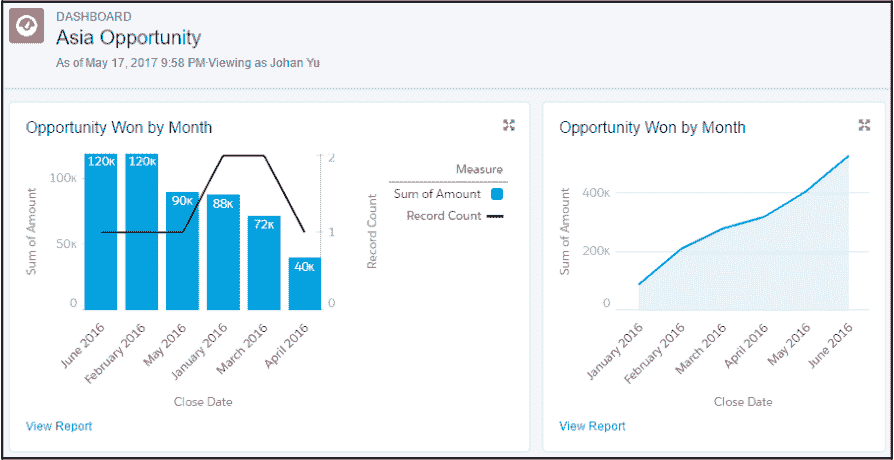 DASHBOARD
Asia Opportunity
As of May 17, 2017 9:58 PM·Viewing as Johan Yu
Opportunity Won by Month
Sum of Amount
100K
50K
0
120K
120K
90K
88K
72K
40K
2
1
0
Record Count
Measure
Sum of Amount
Record Count
June 2016
February 2016
May 2016
January 2016
March 2016
April 2016
Close Date
View Report
Opportunity Won by Month
Sum of Amount
400K
200K
0
January 2016
February 2016
March 2016
April 2016
May 2016
June 2016
Close Date
View Report